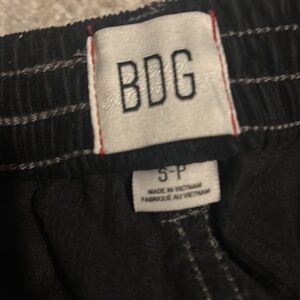 BDG
S-P
MADE IN VIETNAM
FABRIQUÉ AU VIETNAM